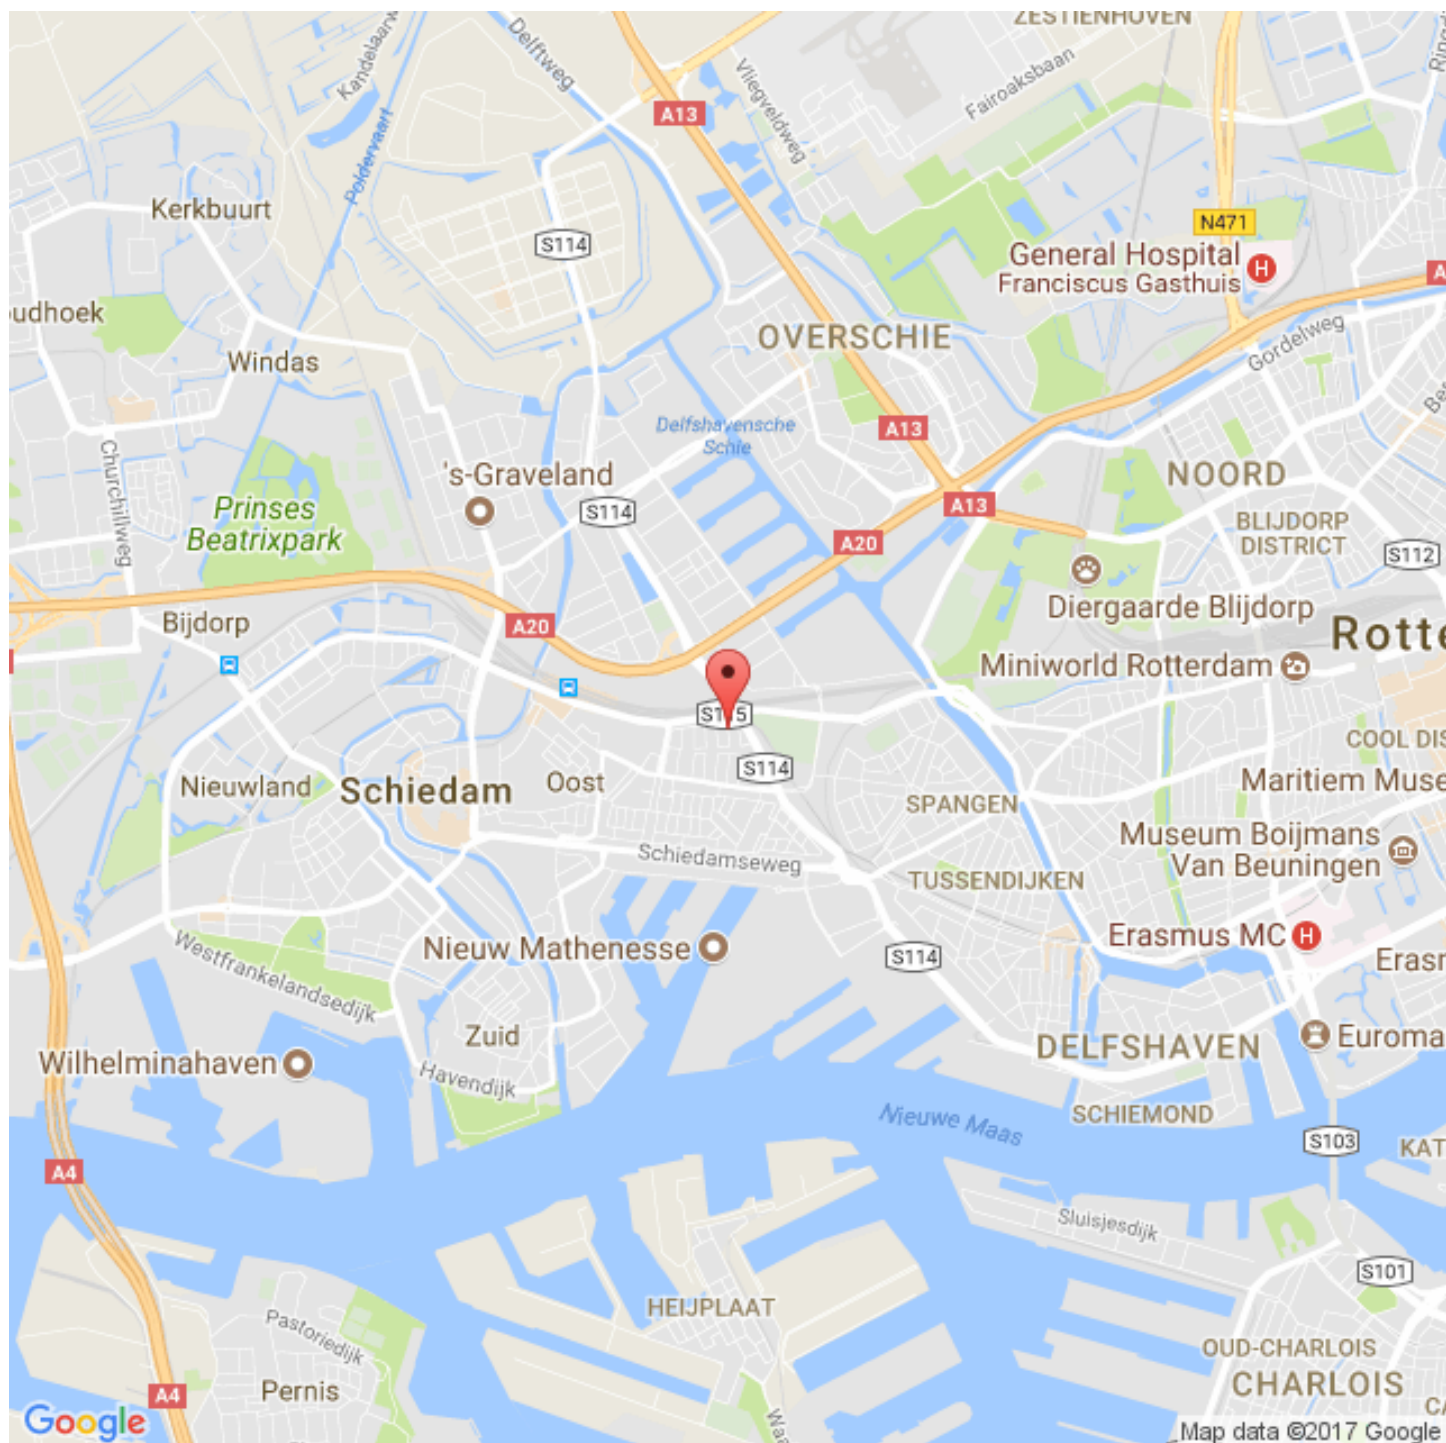 ZESTIENHOVEN
Delftweg
Kandelaarw
Vliegveldweg
Fairoaksbaan
A13
Poldervaart
Kerkbuurt
S114
N471
General Hospital
Franciscus Gasthuis
H
A
oudhoek
Windas
OVERSCHIE
Gordelweg
Delfshavensche
Schie
A13
Churchillweg
's-Graveland
NOORD
Prinses
Beatrixpark
S114
A13
BLIJDORP
DISTRICT
A20
S112
Diergaarde Blijdorp
Bijdorp
A20
Rotte
Miniworld Rotterdam
COOL DIS
S114
Nieuwland
Schiedam
Oost
Maritiem Muse
SPANGEN
Schiedamseweg
Museum Boijmans
Van Beuningen
TUSSENDIJKEN
Westfrankelandsedijk
Nieuw Mathenesse
S114
Erasmus MC
H
Erasm
Zuid
DELFSHAVEN
Euroma
Wilhelminahaven
Havendijk
Nieuwe Maas
SCHIEMOND
S103
KAT
A4
Sluisjesdijk
S101
HEIJPLAAT
Pastoriedijk
OUD-CHARLOIS
CHARLOIS
Pernis
A4
Google
Map data ©2017 Google